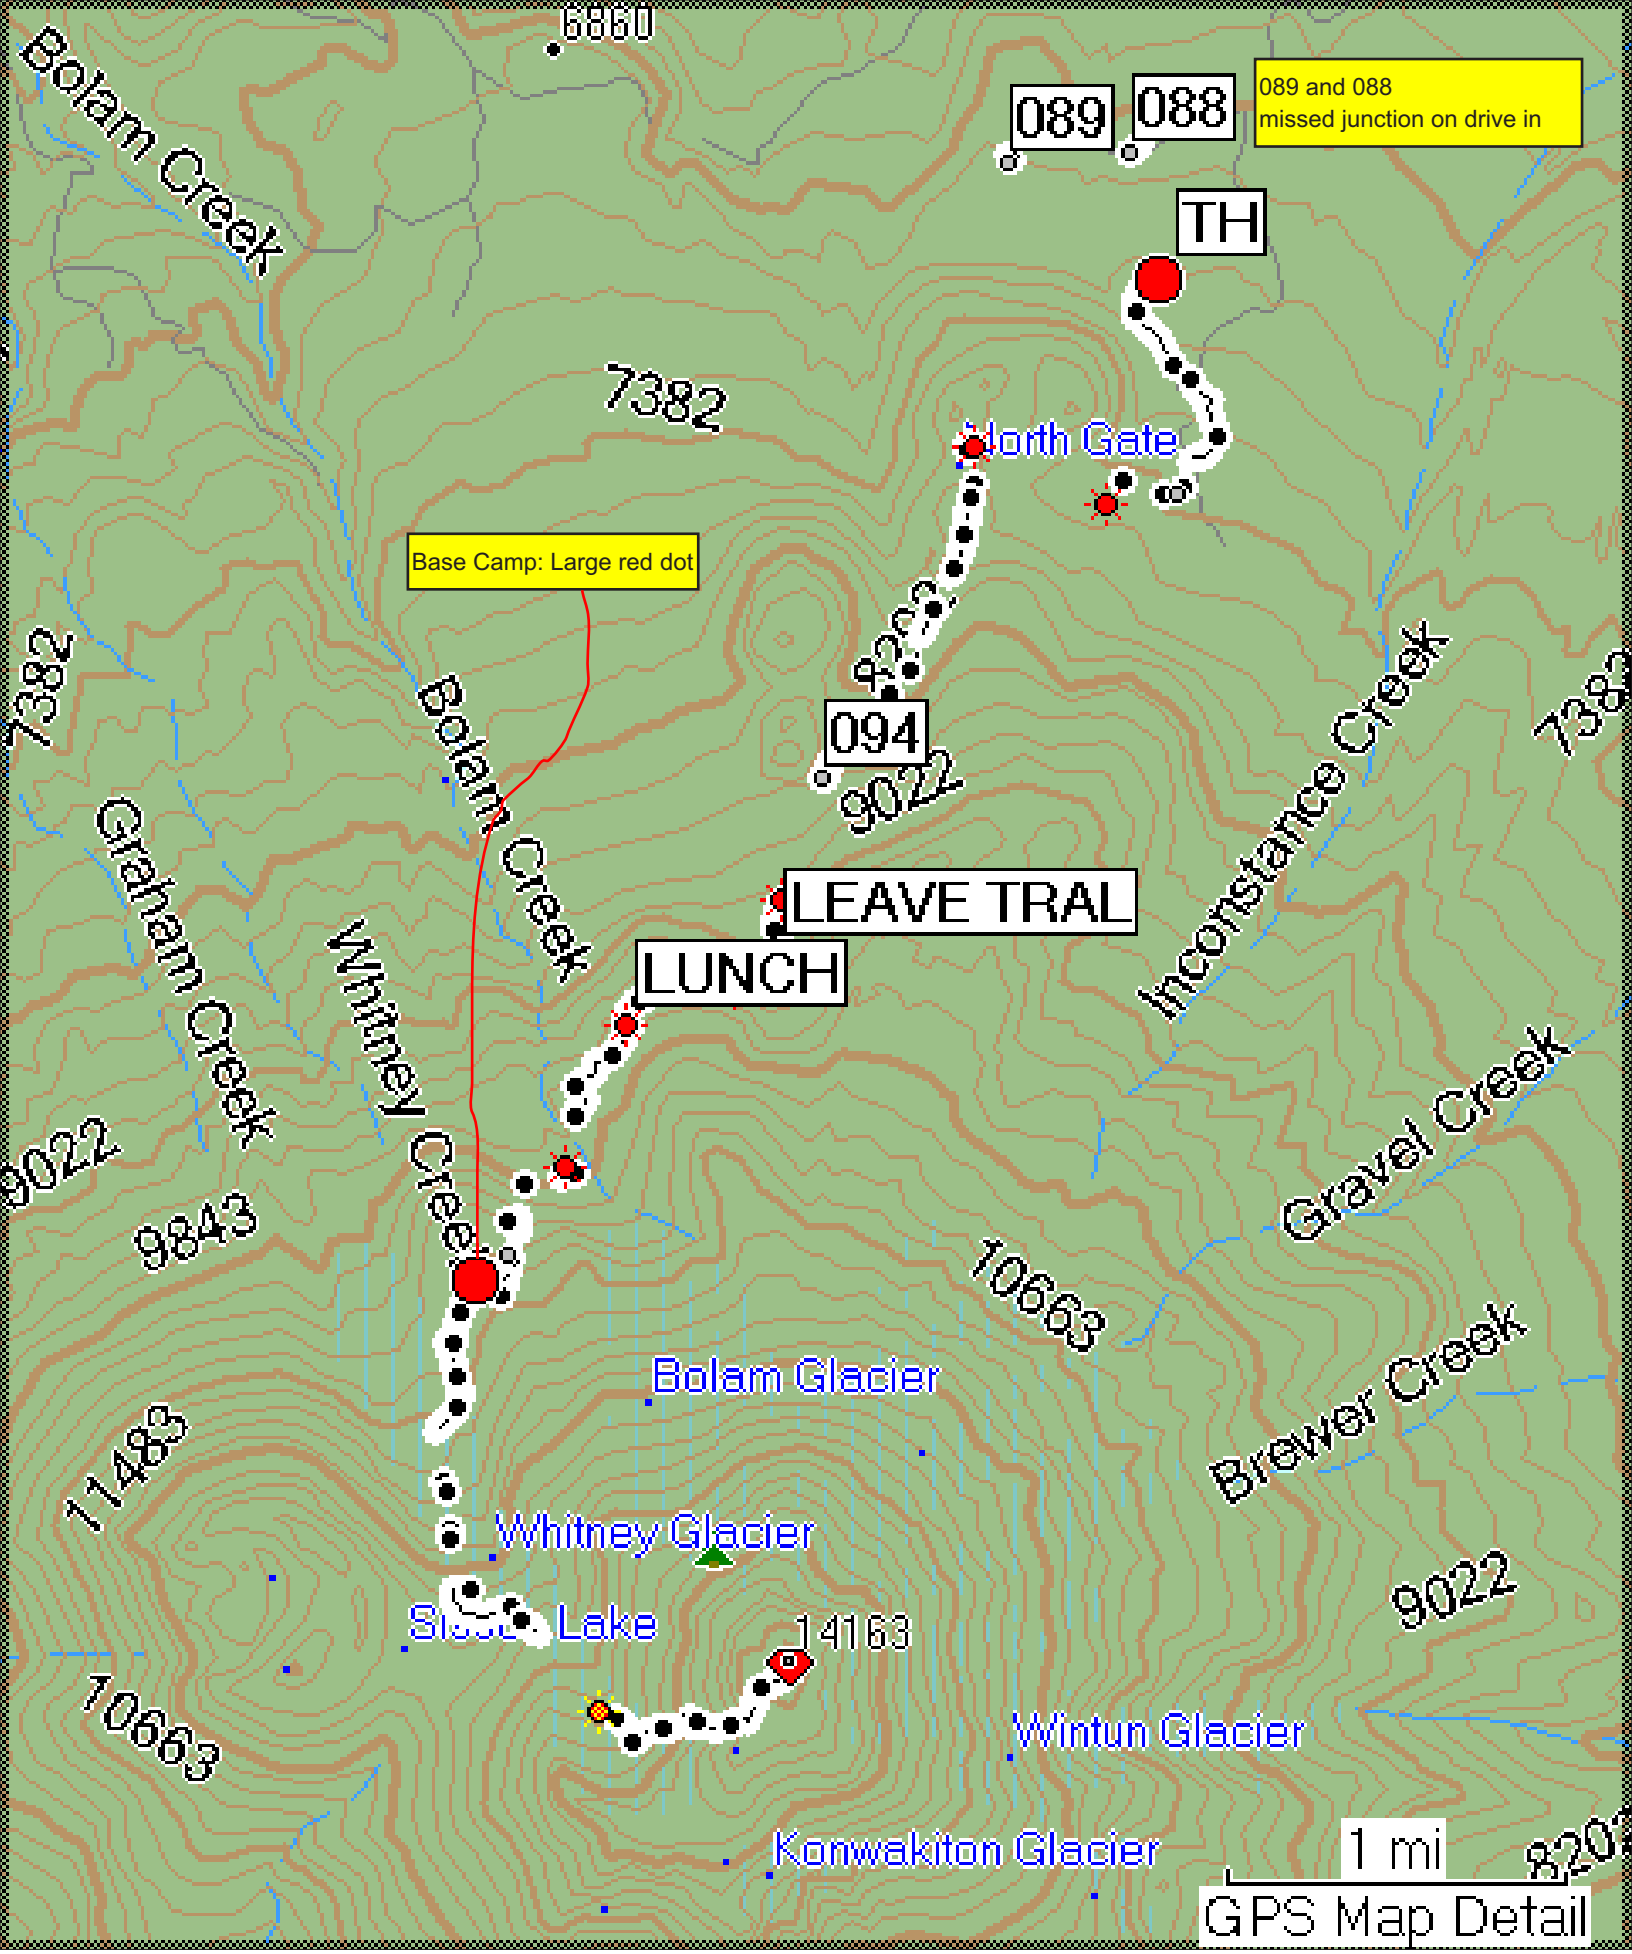 6860
Bolam Creek
089
088
089 and 088
missed junction on drive in
TH
7382
North Gate
Base Camp: Large red dot
7382
7383
094
9022
Bolam Creek
Inconstance Creek
Graham Creek
LEAVE TRAL
LUNCH
Whitney Cree
Gravel Creek
9022
9843
10663
Bolam Glacier
Brewer Creek
11483
Whitney Glacier
9022
Lake
14163
10663
Wintun Glacier
Konwakiton Glacier
1 mi
GPS Map Detail